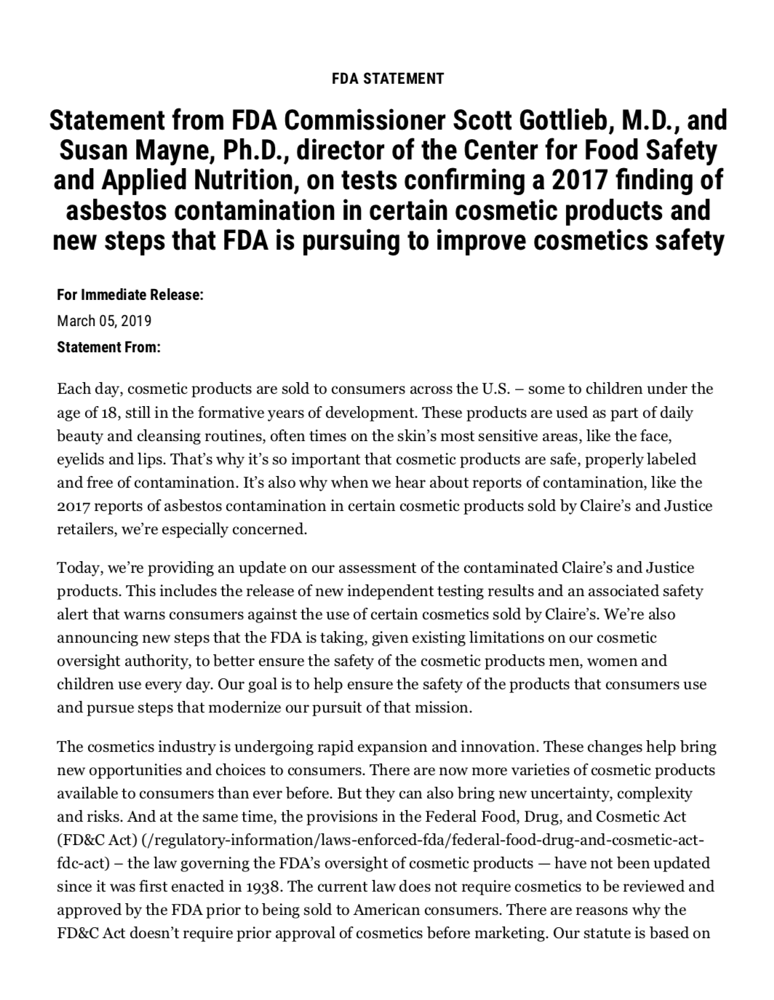 FDA STATEMENT
Statement from FDA Commissioner Scott Gottlieb, M.D., and
Susan Mayne, Ph.D., director of the Center for Food Safety
and Applied Nutrition, on tests confirming a 2017 finding of
asbestos contamination in certain cosmetic products and
new steps that FDA is pursuing to improve cosmetics safety
For Immediate Release:
March 05, 2019
Statement From:
Each day, cosmetic products are sold to consumers across the U.S. – some to children under the
age of 18, still in the formative years of development. These products are used as part of daily
beauty and cleansing routines, often times on the skin’s most sensitive areas, like the face,
eyelids and lips. That’s why it’s so important that cosmetic products are safe, properly labeled
and free of contamination. It’s also why when we hear about reports of contamination, like the
2017 reports of asbestos contamination in certain cosmetic products sold by Claire’s and Justice
retailers, we’re especially concerned.
Today, we’re providing an update on our assessment of the contaminated Claire’s and Justice
products. This includes the release of new independent testing results and an associated safety
alert that warns consumers against the use of certain cosmetics sold by Claire’s. We’re also
announcing new steps that the FDA is taking, given existing limitations on our cosmetic
oversight authority, to better ensure the safety of the cosmetic products men, women and
children use every day. Our goal is to help ensure the safety of the products that consumers use
and pursue steps that modernize our pursuit of that mission.
The cosmetics industry is undergoing rapid expansion and innovation. These changes help bring
new opportunities and choices to consumers. There are now more varieties of cosmetic products
available to consumers than ever before. But they can also bring new uncertainty, complexity
and risks. And at the same time, the provisions in the Federal Food, Drug, and Cosmetic Act
(FD&C Act) (/regulatory-information/laws-enforced-fda/federal-food-drug-and-cosmetic-act-
fdc-act) – the law governing the FDA’s oversight of cosmetic products — have not been updated
since it was first enacted in 1938. The current law does not require cosmetics to be reviewed and
approved by the FDA prior to being sold to American consumers. There are reasons why the
FD&C Act doesn’t require prior approval of cosmetics before marketing. Our statute is based on